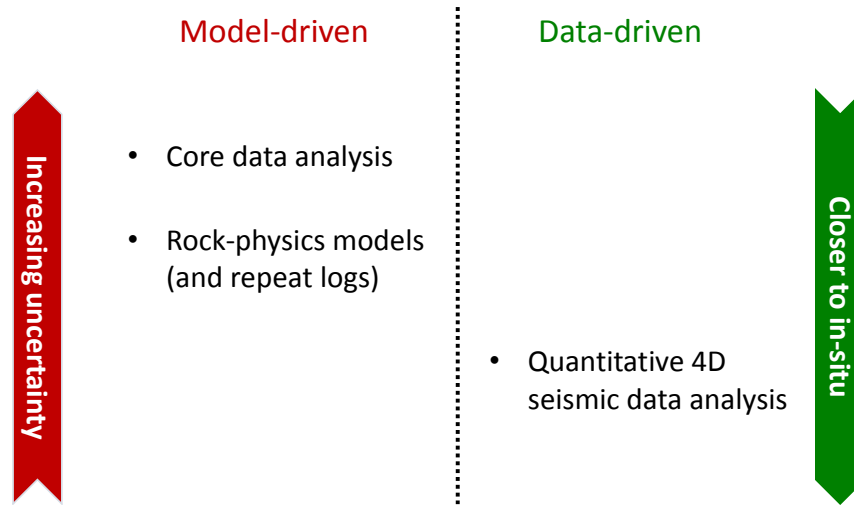 Model-driven
Data-driven
Increasing uncertainty
• Core data analysis
• Rock-physics models
(and repeat logs)
• Quantitative 4D
seismic data analysis
Closer to in-situ